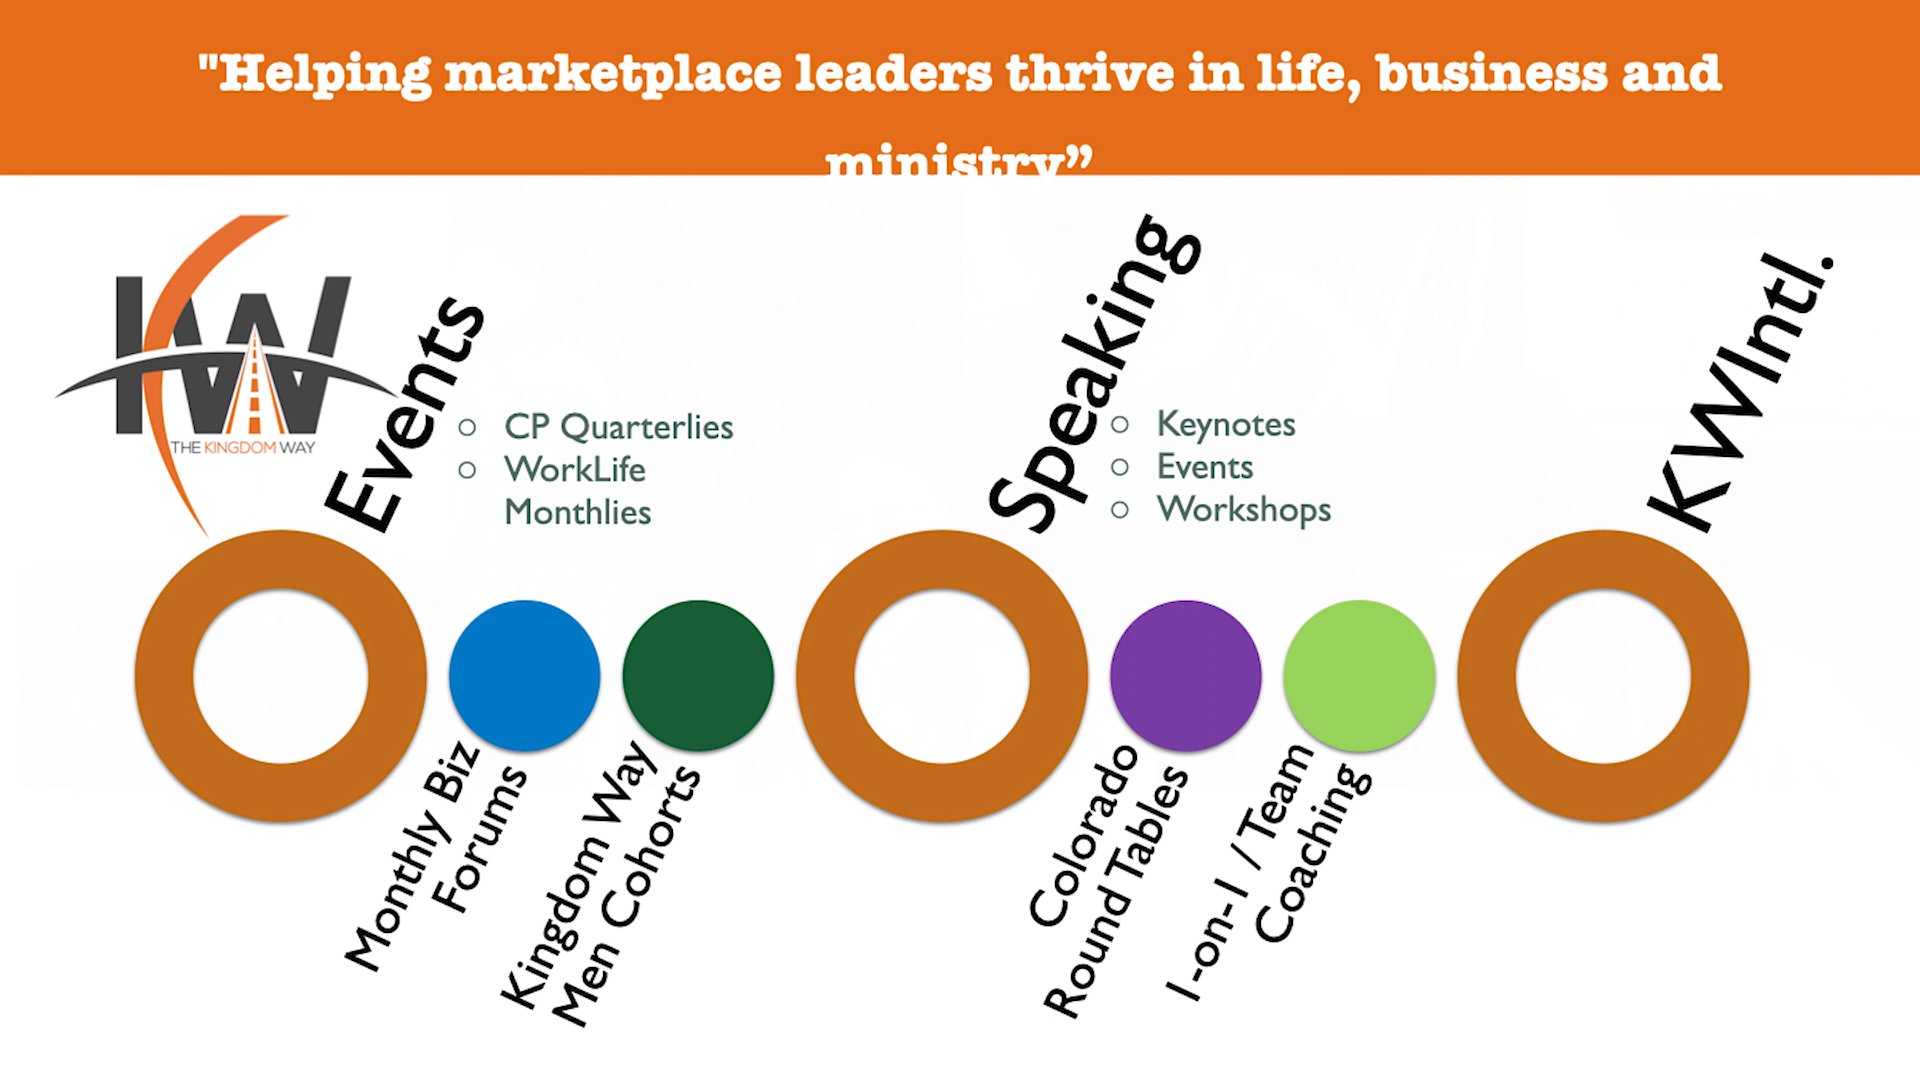 "Helping marketplace leaders thrive in life, business and
ministry”
KW
THE KINGDOM WAY
Events
CP Quarterlies
WorkLife
Monthlies
Speaking
Keynotes
Events
Workshops
KWIntl.
Monthly Biz
Forums
Kingdom Way
Men Cohorts
Colorado
Round Tables
1-on-1 / Team
Coaching